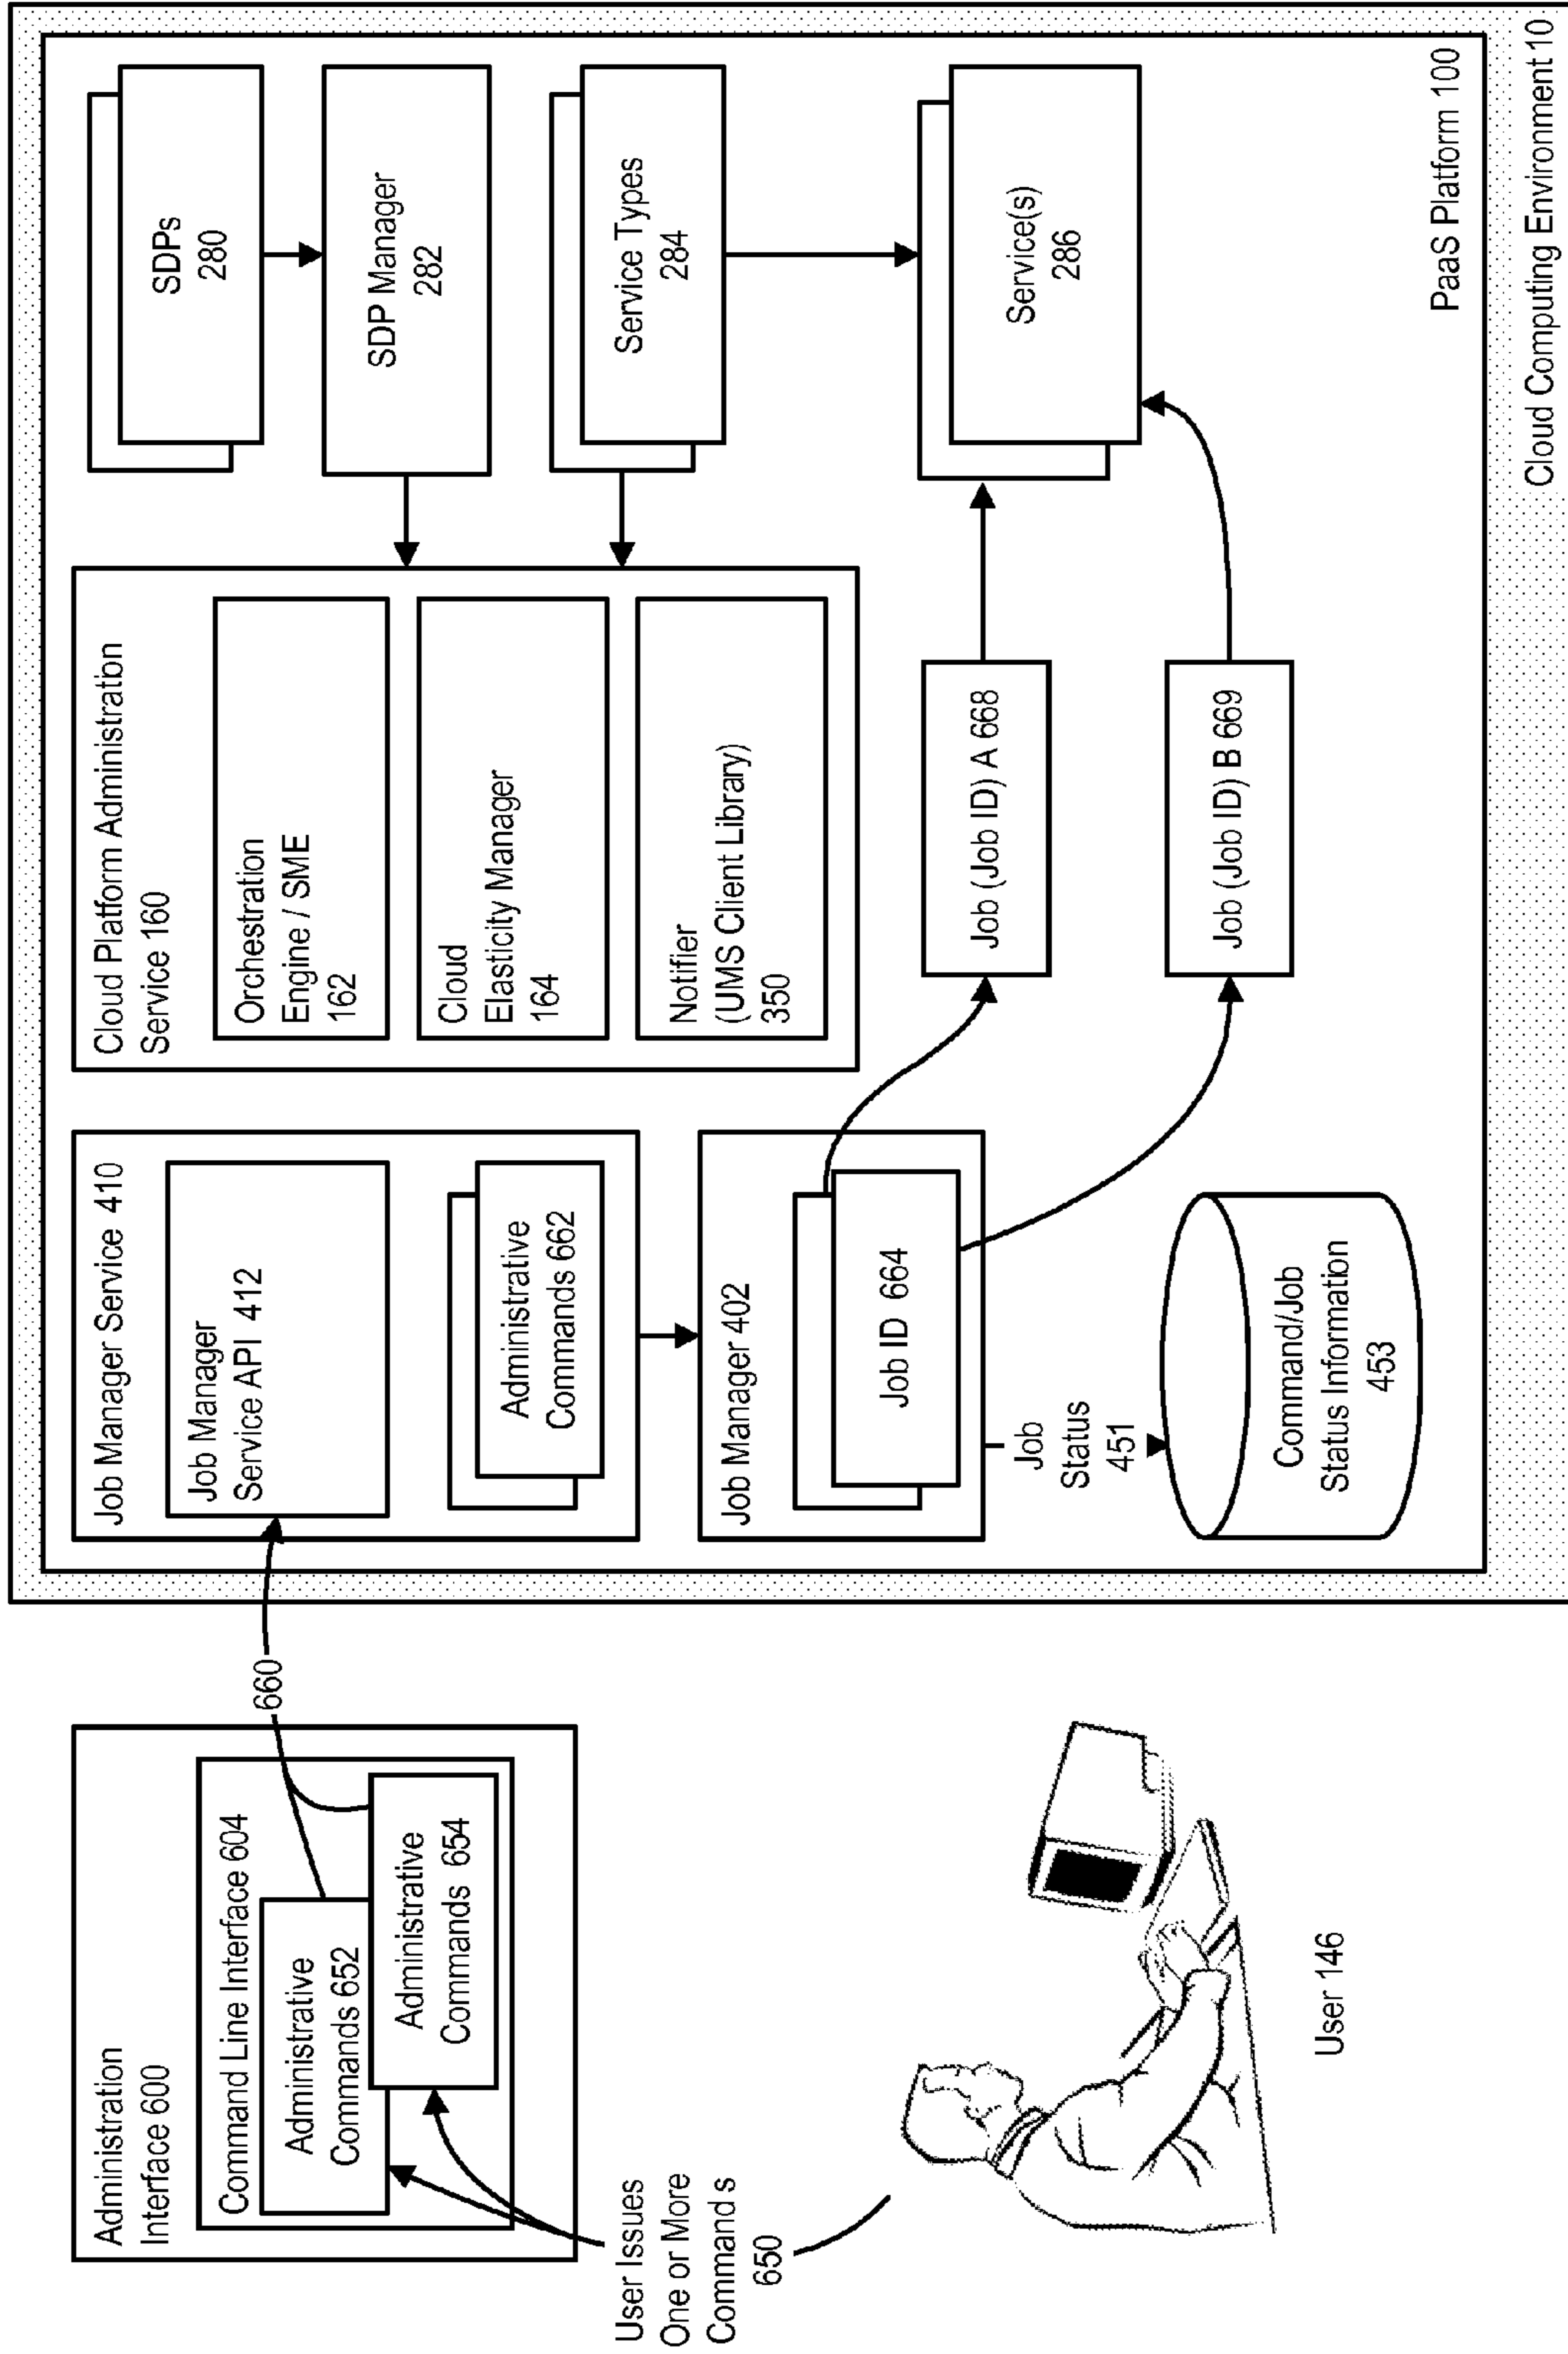 Administration
Interface 600
Command Line Interface 604
Administrative
Commands 652
Administrative
Commands 654
User Issues
One or More
Commands
650
User 146
660
Job Manager Service 410
Job Manager
Service API 412
Administrative
Commands 662
Job Manager 402
Job ID 664
Job
Status
451
Command/Job
Status Information
453
Cloud Platform Administration
Service 160
Orchestration
Engine / SME
162
Cloud
Elasticity Manager
164
Notifier
(UMS Client Library)
350
Job (Job ID) A 668
Job (Job ID) B 669
SDPs
280
SDP Manager
282
Service Types
284
Service(s)
286
PaaS Platform 100
Cloud Computing Environment 10